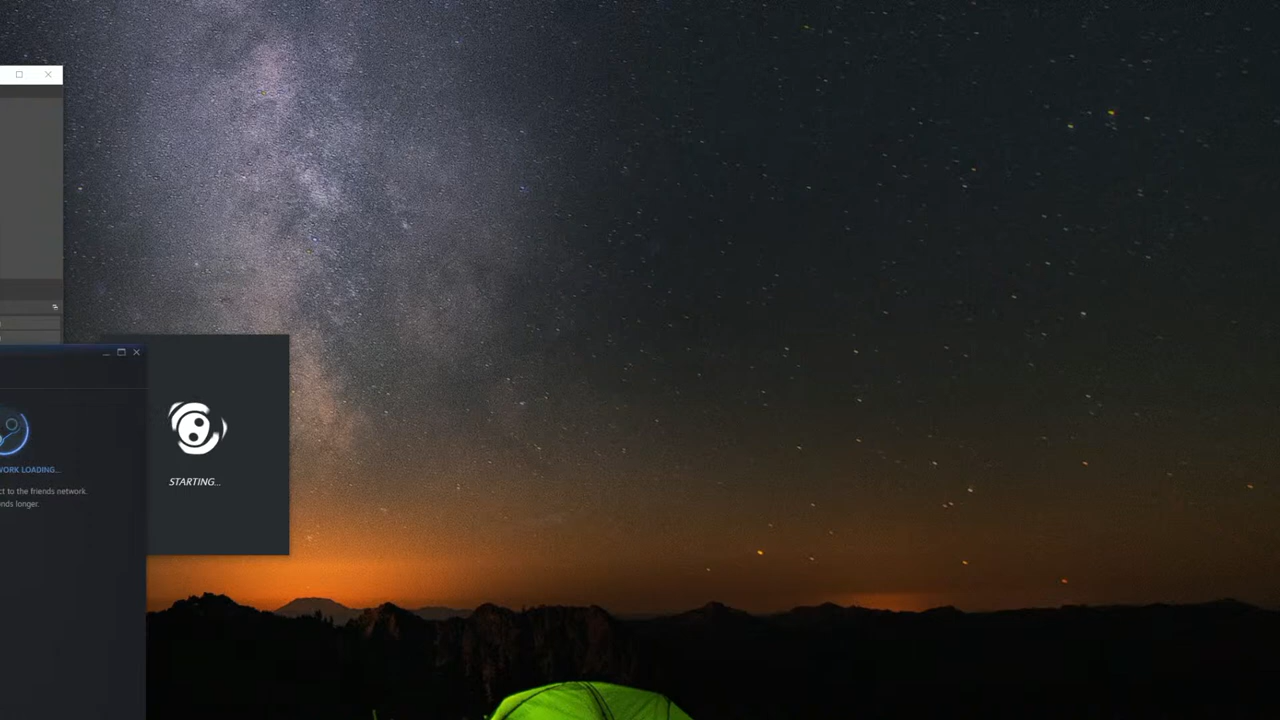 WORK LOADING...
ct to the friends network.
nds longer.
STARTING...